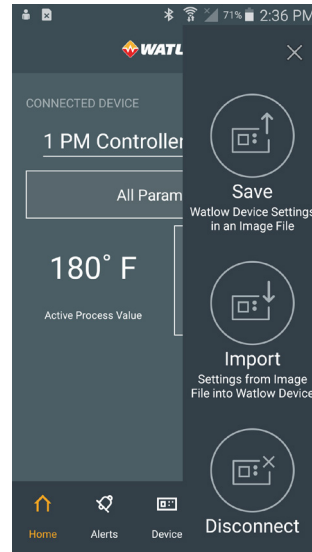 71% 2:36 PM
WATL
CONNECTED DEVICE
1 PM Controller
All Param
180° F
Active Process Value
Save
Watlow Device Settings
in an Image File
Import
Settings from Image
File into Watlow Device
Disconnect
Home Alerts Device